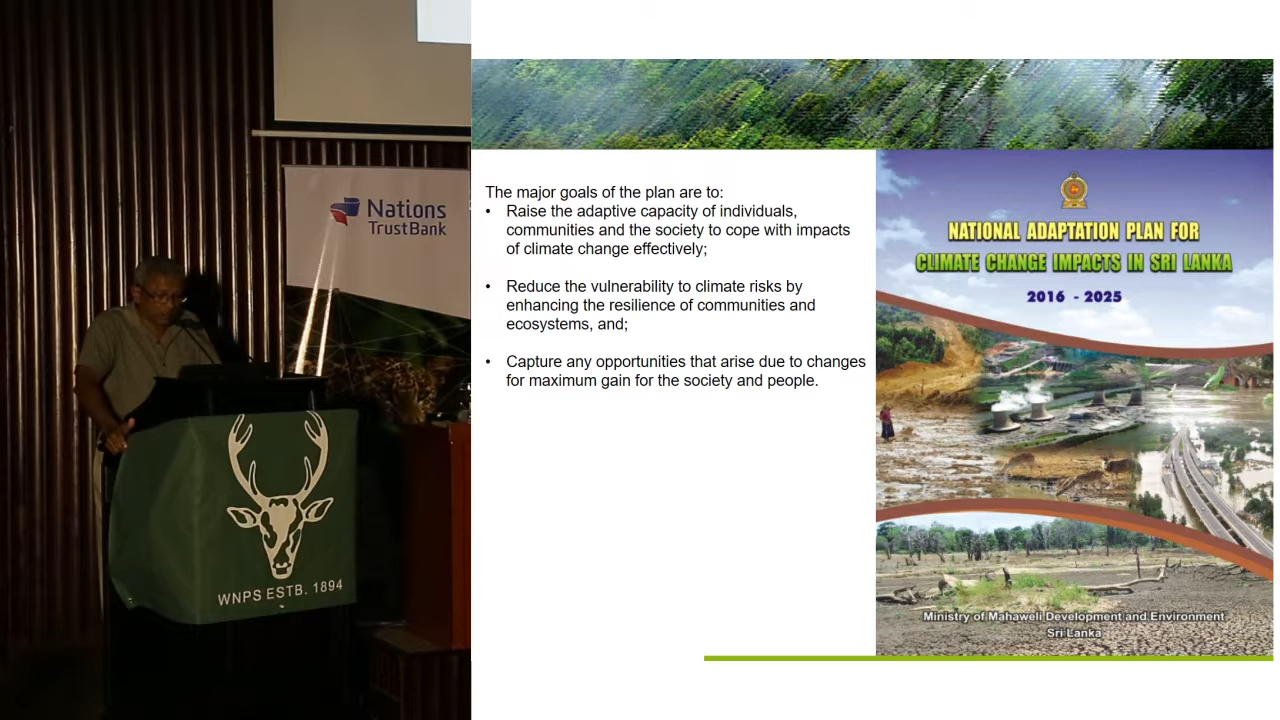 Nations
TrustBank
WNPS ESTB. 1894
The major goals of the plan are to:
• Raise the adaptive capacity of individuals,
communities and the society to cope with impacts
of climate change effectively;
• Reduce the vulnerability to climate risks by
enhancing the resilience of communities and
ecosystems, and;
• Capture any opportunities that arise due to changes
for maximum gain for the society and people.
NATIONAL ADAPTATION PLAN FOR
CLIMATE CHANGE IMPACTS IN SRI LANKA
2016 - 2025
Ministry of Mahaweli Development and Environment
Sri Lanka